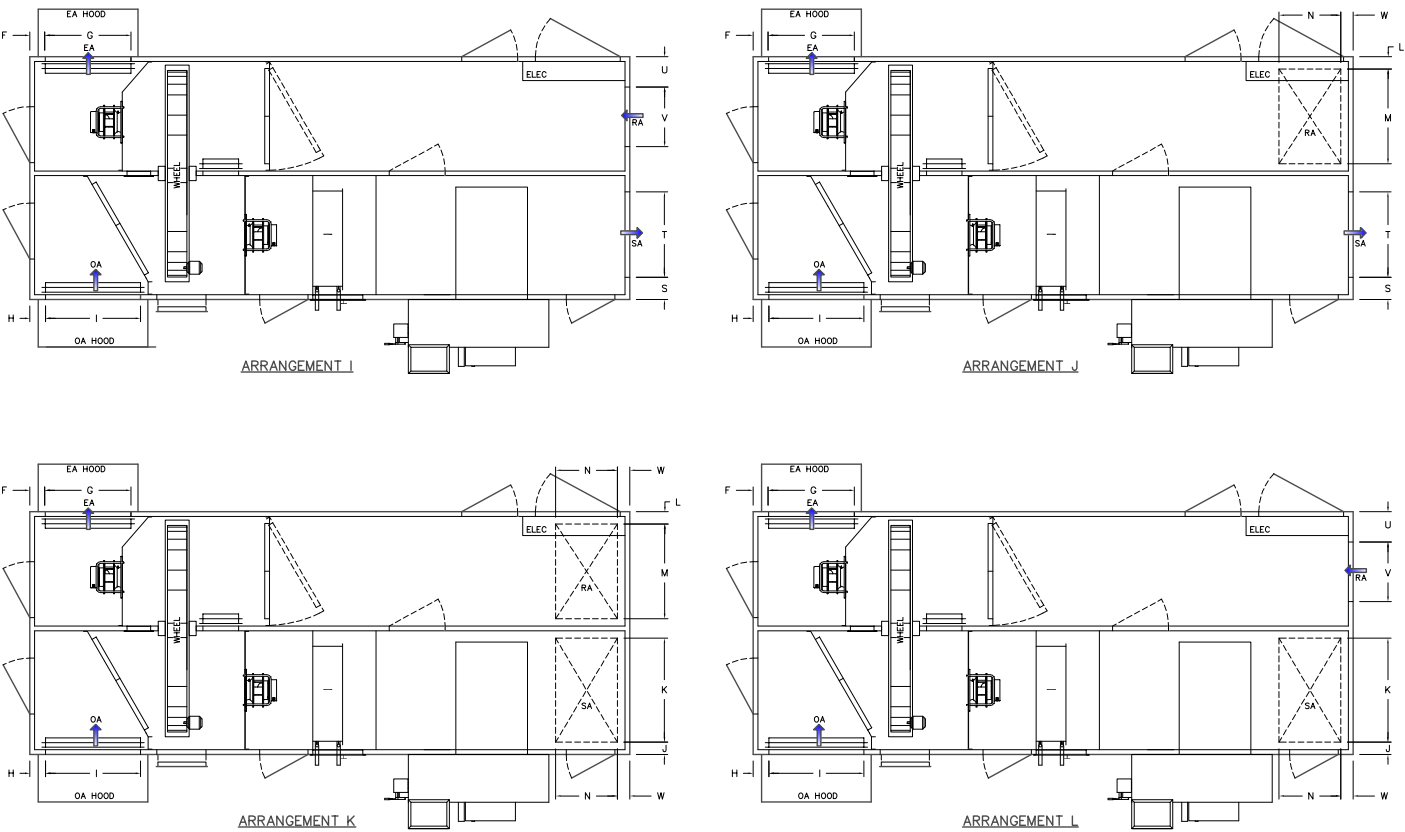 EA HOOD
F
G
EA
U
ELEC
V
RA
WHEEL
T
SA
OA
S
H
I
OA HOOD
ARRANGEMENT I
EA HOOD
N
W
F
G
L
EA
ELEC
M
RA
WHEEL
T
SA
OA
S
H
I
OA HOOD
ARRANGEMENT J
EA HOOD
N
W
F
G
L
EA
ELEC
M
RA
WHEEL
K
SA
OA
J
H
I
OA HOOD
N
W
ARRANGEMENT K
EA HOOD
F
G
EA
U
ELEC
V
RA
WHEEL
K
SA
OA
J
H
I
OA HOOD
N
W
ARRANGEMENT L